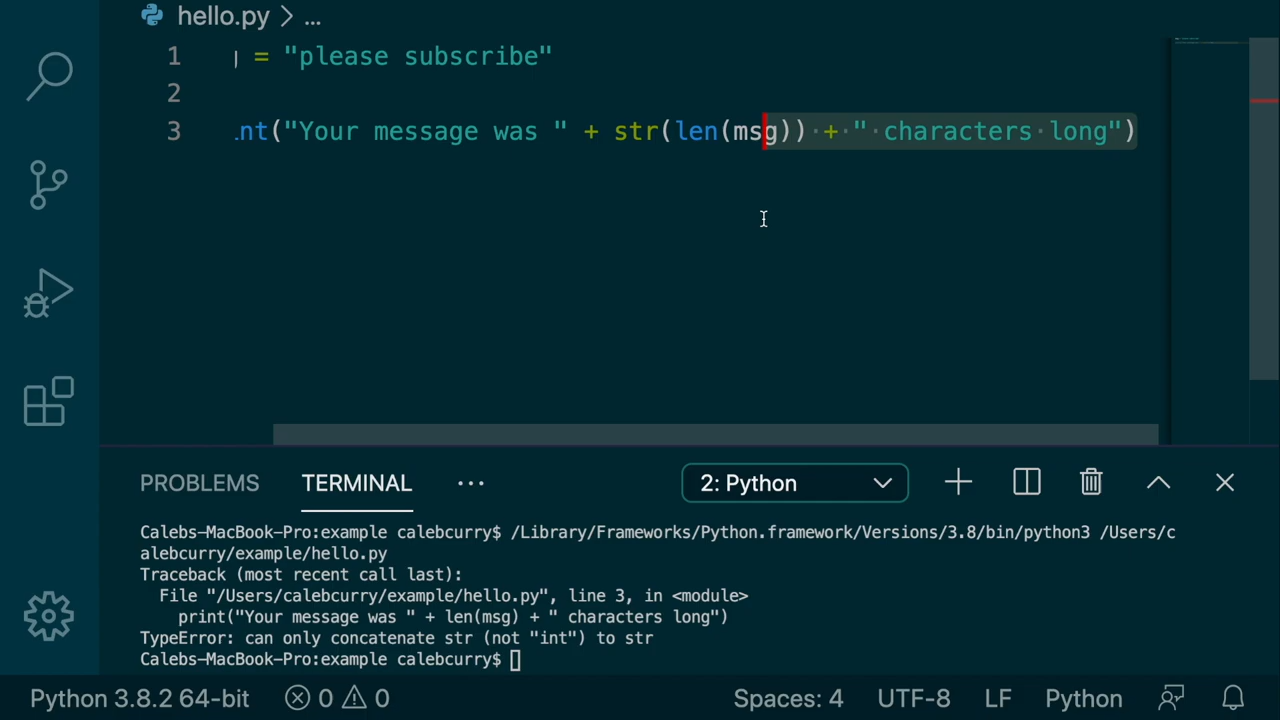 hello.py > ...
1 = "please subscribe"
2
3 .nt("Your message was " + str(len(msg)) + " characters long")
PROBLEMS TERMINAL ... 2: Python
Calebs-MacBook-Pro:example calebcurry$ /Library/Frameworks/Python.framework/Versions/3.8/bin/python3 /Users/c
alebcurry/example/hello.py
Traceback (most recent call last):
File "/Users/calebcurry/example/hello.py", line 3, in <module>
print("Your message was " + len(msg) + " characters long")
TypeError: can only concatenate str (not "int") to str
Calebs-MacBook-Pro:example calebcurry$
Python 3.8.2 64-bit 0 0 Spaces: 4 UTF-8 LF Python